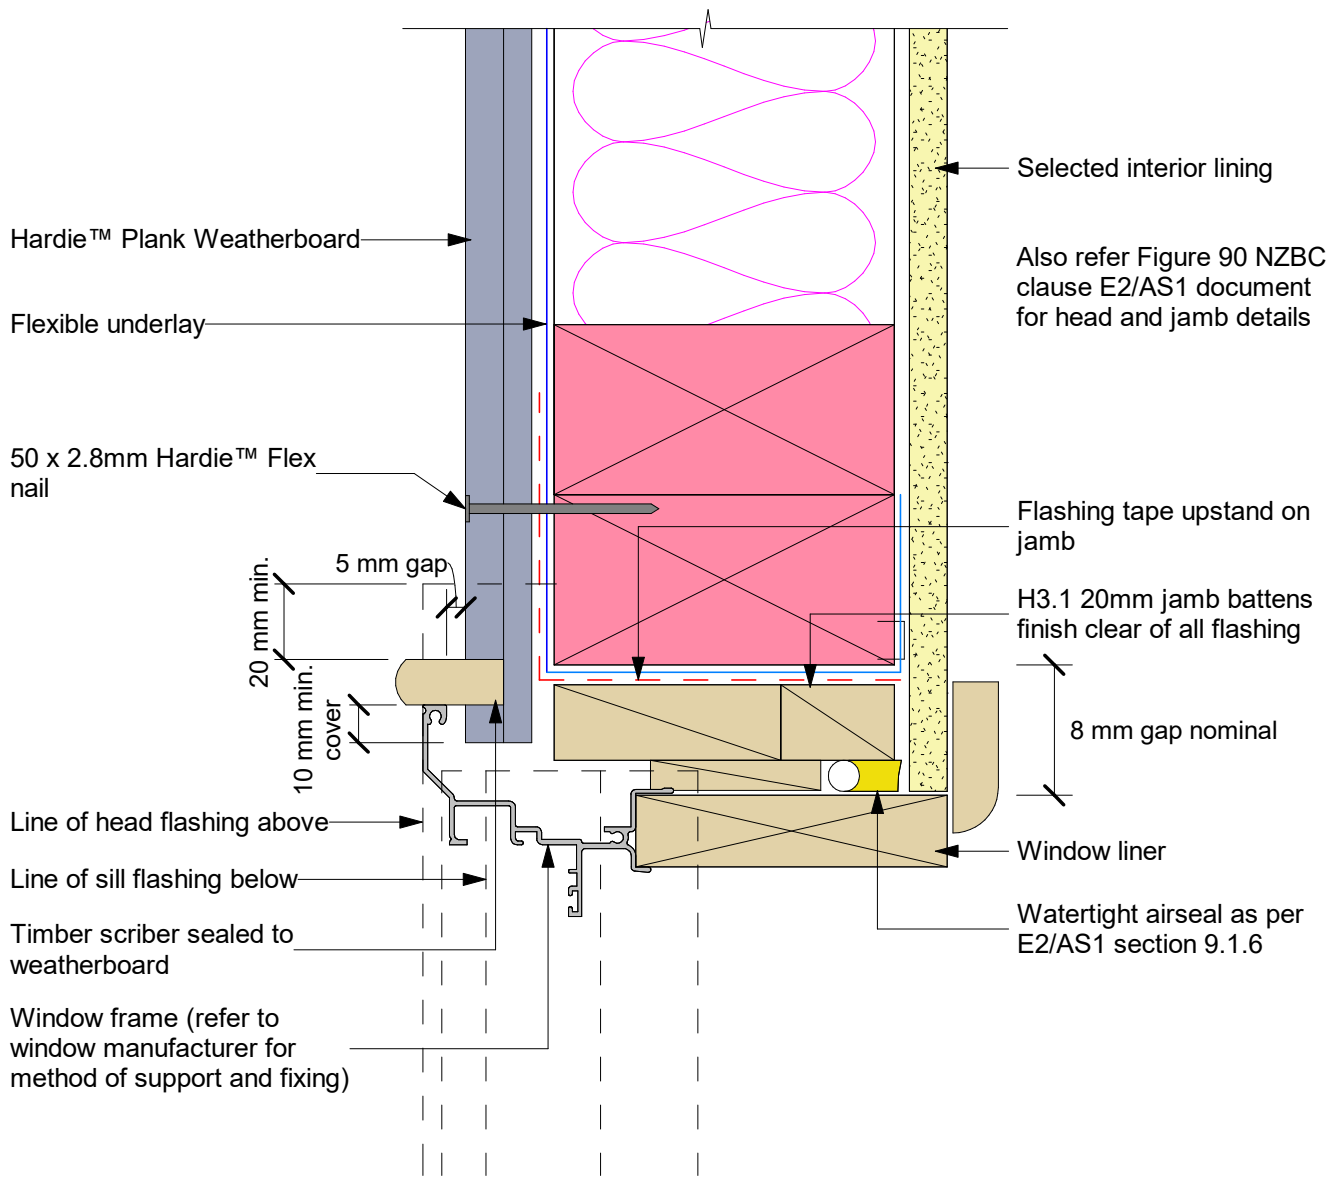 Hardie™ Plank Weatherboard
Flexible underlay
50 x 2.8mm Hardie™ Flex
nail
5 mm gap
20 mm min.
10 mm min.
cover
Line of head flashing above
Line of sill flashing below
Timber scriber sealed to
weatherboard
Window frame (refer to
window manufacturer for
method of support and fixing)
Selected interior lining
Also refer Figure 90 NZBC
clause E2/AS1 document
for head and jamb details
Flashing tape upstand on
jamb
H3.1 20mm jamb battens
finish clear of all flashing
8 mm gap nominal
Window liner
Watertight airseal as per
E2/AS1 section 9.1.6